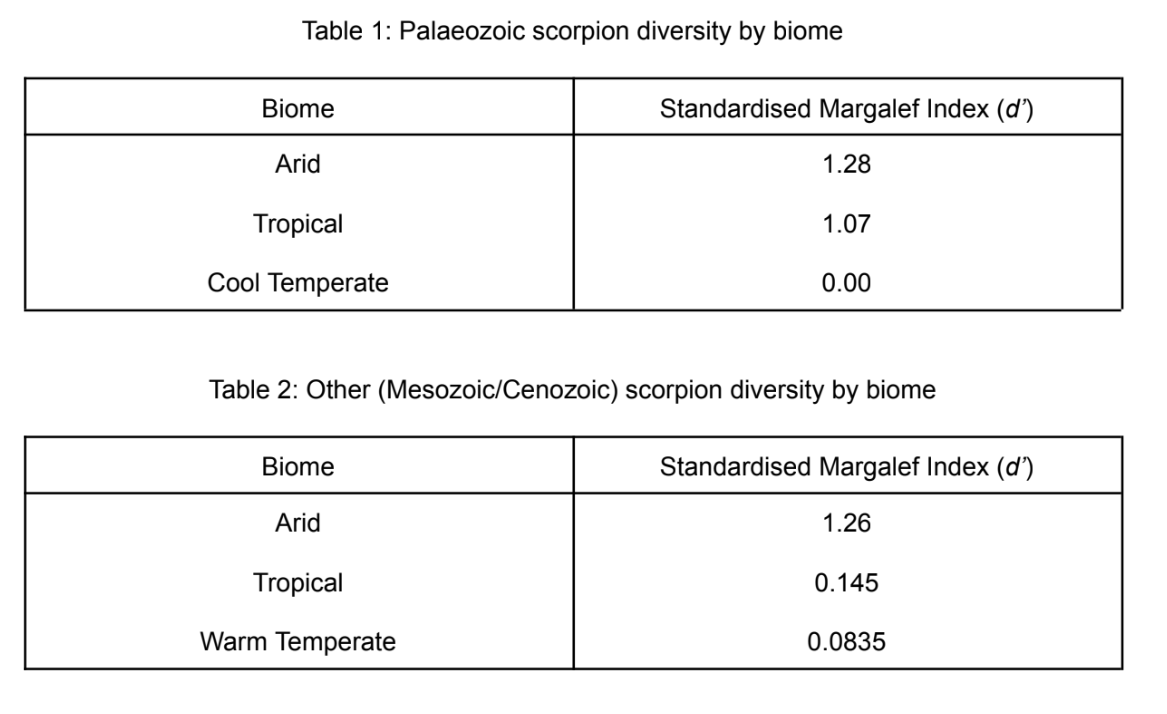 Table 1: Palaeozoic scorpion diversity by biome
Biome Standardised Margalef Index (d’)
Arid 1.28
Tropical 1.07
Cool Temperate 0.00
Table 2: Other (Mesozoic/Cenozoic) scorpion diversity by biome
Biome Standardised Margalef Index (d’)
Arid 1.26
Tropical 0.145
Warm Temperate 0.0835